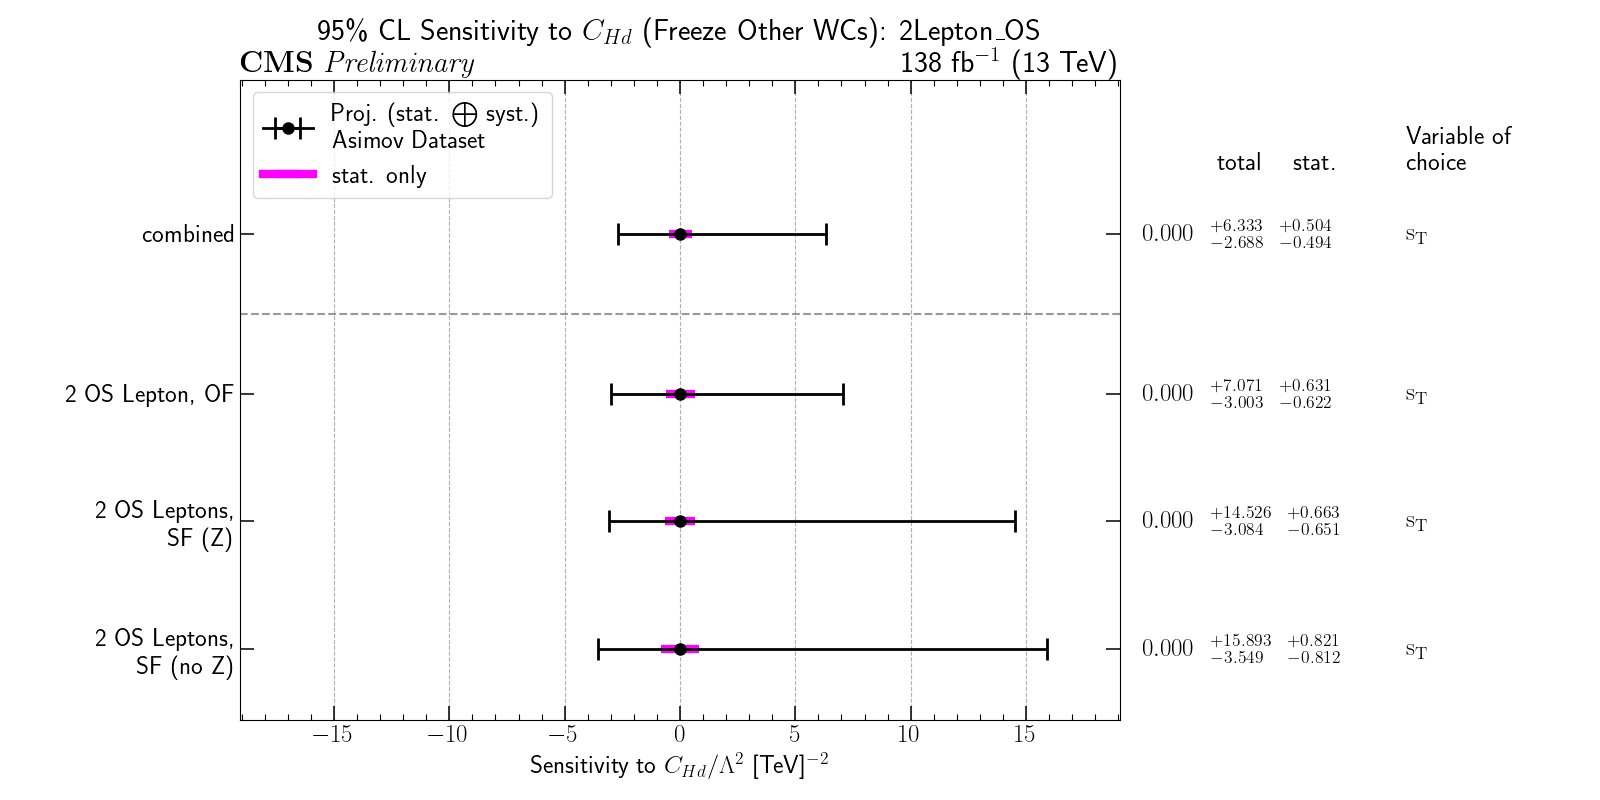 95% CL Sensitivity to C_{Hd} (Freeze Other WCs): 2Lepton_OS
CMS Preliminary
138 fb⁻¹ (13 TeV)
Proj. (stat. ⨁ syst.)
Asimov Dataset
stat. only
total stat.
Variable of
choice
combined
0.000 +6.333 −2.688 +0.504 −0.494 s_T
2 OS Lepton, OF
0.000 +7.071 −3.003 +0.631 −0.622 s_T
2 OS Leptons,
SF (Z)
0.000 +14.526 −3.084 +0.663 −0.651 s_T
2 OS Leptons,
SF (no Z)
0.000 +15.893 −3.549 +0.821 −0.812 s_T
−15 −10 −5 0 5 10 15
Sensitivity to C_{Hd}/Λ² [TeV]⁻²